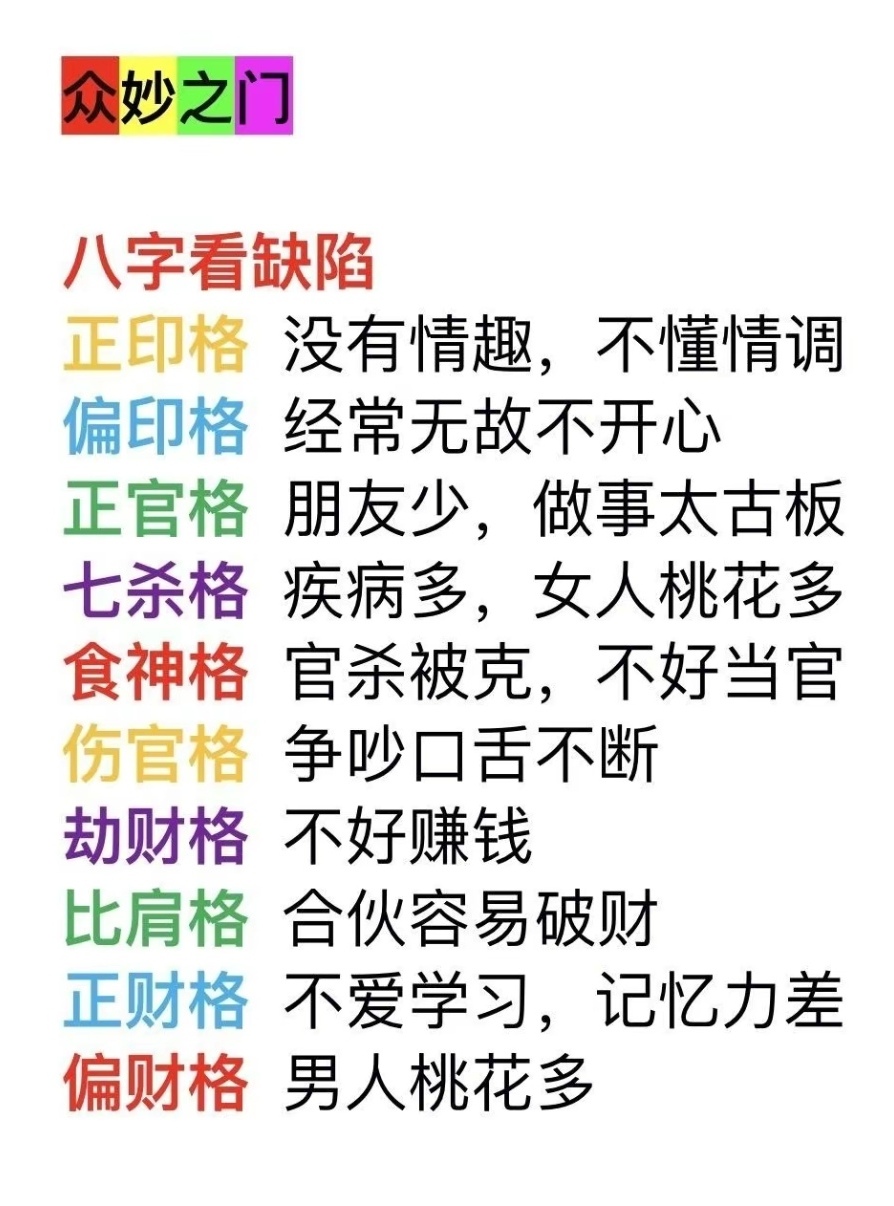 众妙之门
八字看缺陷
正印格 没有情趣，不懂情调
偏印格 经常无故不开心
正官格 朋友少，做事太古板
七杀格 疾病多，女人桃花多
食神格 官杀被克，不好当官
伤官格 争吵口舌不断
劫财格 不好赚钱
比肩格 合伙容易破财
正财格 不爱学习，记忆力差
偏财格 男人桃花多